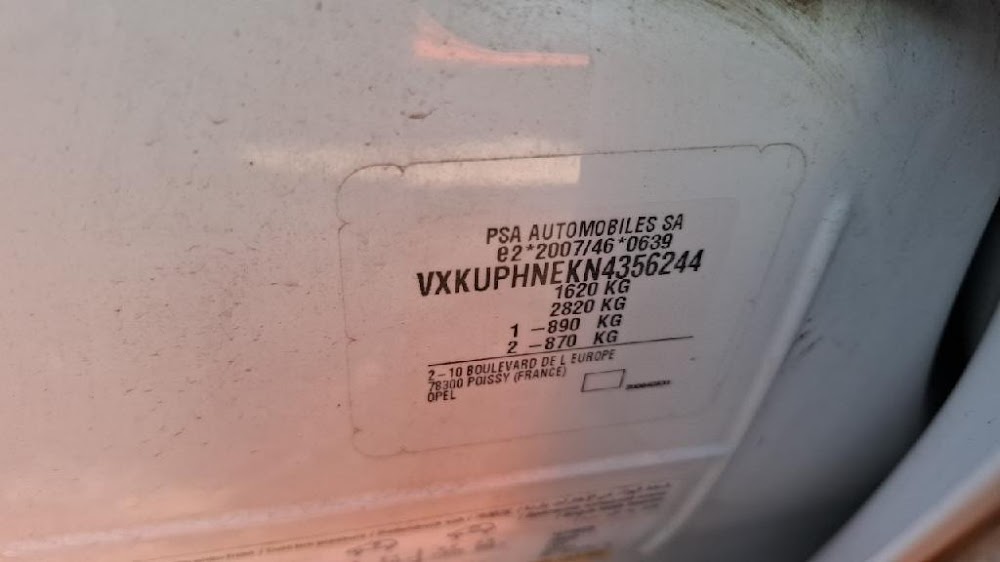 PSA AUTOMOBILES SA
e2*2007/46*0639
VXKUPHNEKN4356244
1620 KG
2820 KG
1 -890 KG
2 -870 KG
2-10 BOULEVARD DE L EUROPE
78300 POISSY (FRANCE)
OPEL